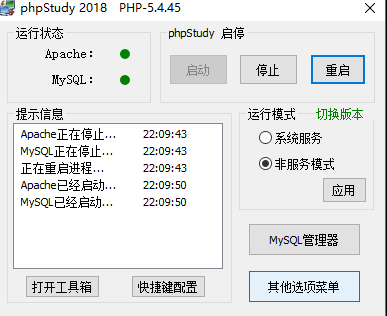 phpStudy 2018   PHP-5.4.45
运行状态
Apache:
MySQL:
phpStudy 启停
启动
停止
重启
提示信息
Apache正在停止... 22:09:43
MySQL正在停止... 22:09:43
正在重启进程... 22:09:43
Apache已经启动... 22:09:50
MySQL已经启动... 22:09:50
打开工具箱
快捷键配置
运行模式 切换版本
系统服务
非服务模式
应用
MySQL管理器
其他选项菜单